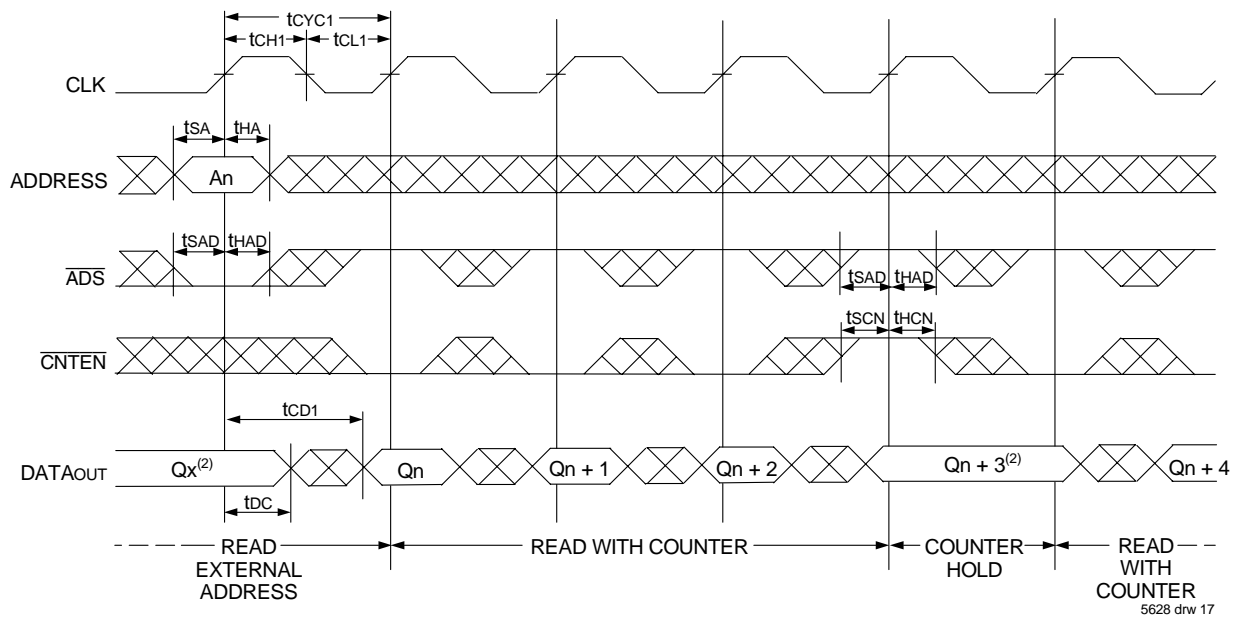 tCYC1
tCH1 tCL1
CLK
tSA tHA
ADDRESS An
tSAD tHAD
ADS
tSAD tHAD
tSCN tHCN
CNTEN
tCD1
DATAOUT Qx(2) Qn Qn + 1 Qn + 2 Qn + 3(2) Qn + 4
tDC
READ EXTERNAL ADDRESS
READ WITH COUNTER
COUNTER HOLD
READ WITH COUNTER
5628 drw 17